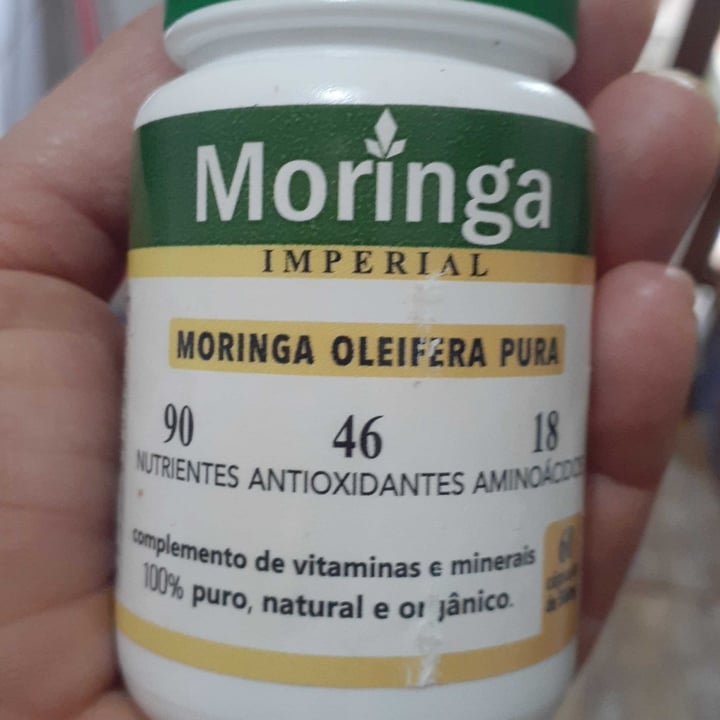 Moringa
IMPERIAL
MORINGA OLEIFERA PURA
90 46 18
NUTRIENTES ANTIOXIDANTES AMINOÁCIDOS
complemento de vitaminas e minerais
100% puro, natural e orgânico.
60